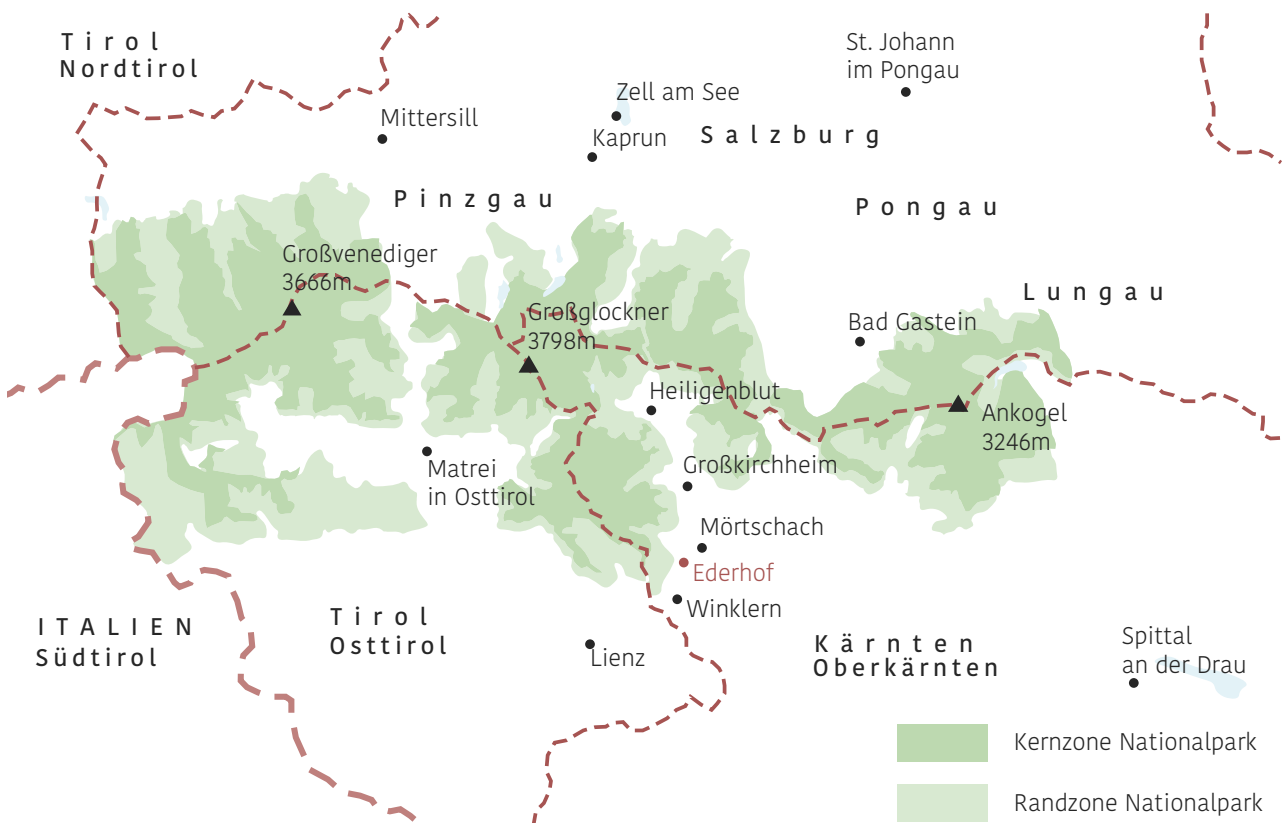 Tirol
Nordtirol
St. Johann
im Pongau
Zell am See
Mittersill
Kaprun
Salzburg
Pinzgau
Pongau
Großvenediger
3666m
Lungau
Großglockner
3798m
Bad Gastein
Heiligenblut
Ankogel
3246m
Matrei
in Osttirol
Großkirchheim
Mörtschach
Ederhof
Winklern
ITALIEN
Südtirol
Tirol
Osttirol
Lienz
Kärnten
Oberkärnten
Spittal
an der Drau
Kernzone Nationalpark
Randzone Nationalpark